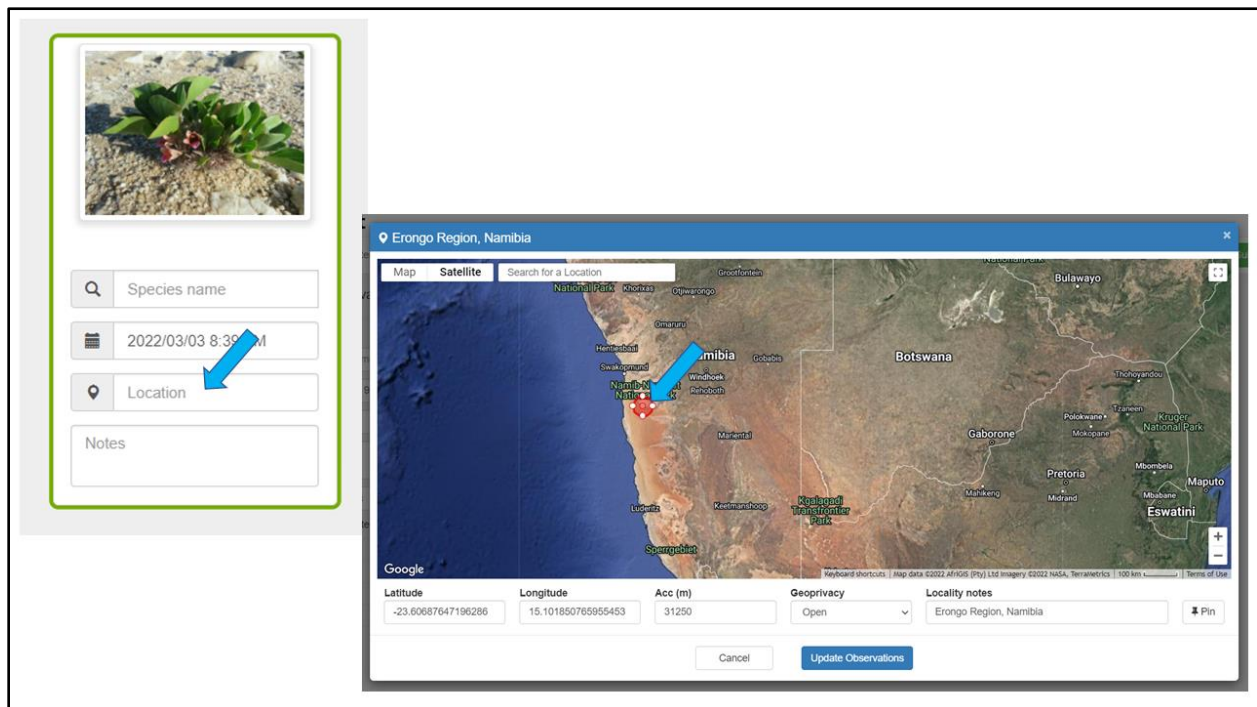 Species name
2022/03/03 8:39 M
Location
Notes
Erongo Region, Namibia
×
Map Satellite Search for a Location
Grootfontein
Bulawayo
National Park Khorixas Otjiwarongo
Omaruru
Hentiesbaai
Swakopmund
Gobabis
Botswana
Windhoek
Rehoboth
Thohoyandou
Polokwane Tzaneen
Kruger
National Park
Mokopane
Mariental
Gaborone
Pretoria
Mbombela
Maputo
Mahikeng
Midrand
Mbabane
Eswatini
Luderitz
Keetmanshoop
Kgalagadi
Transfrontier
Park
Sperrgebiet
Google
Keyboard shortcuts Map data ©2022 AfriGIS (Pty) Ltd Imagery ©2022 NASA, TerraMetrics 100 km Terms of Use
Latitude Longitude Acc (m) Geoprivacy Locality notes
-23.60687647196286 15.101850765955453 31250 Open Erongo Region, Namibia Pin
Cancel Update Observations